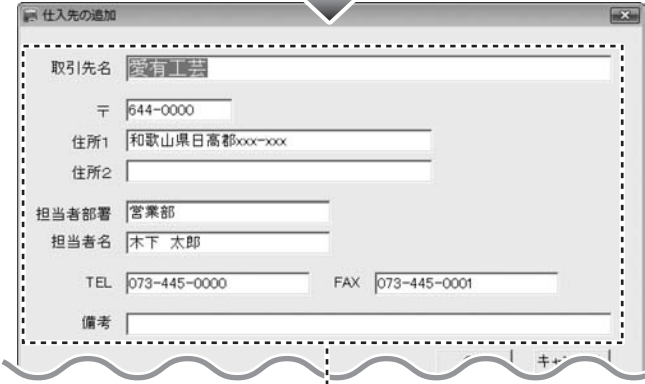 仕入先の追加
取引先名 愛有工芸
〒 644-0000
住所1 和歌山県日高郡xxx-xxx
住所2
担当者部署 営業部
担当者名 木下 太郎
TEL 073-445-0000 FAX 073-445-0001
備考